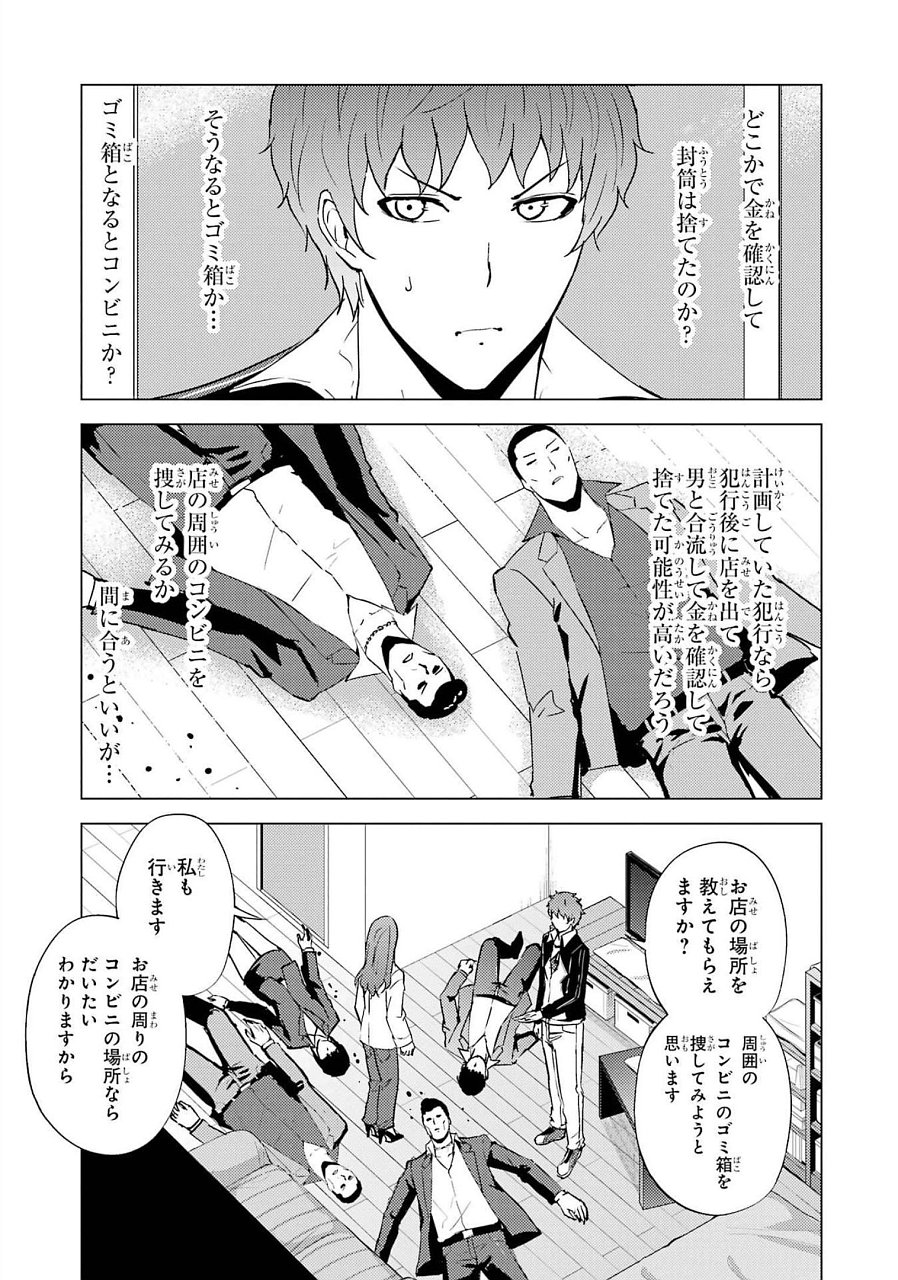 どこかで金を確認して
封筒は捨てたのか？
そうなるとゴミ箱か…
ゴミ箱となるとコンビニか？
計画していた犯行なら
犯行後に店を出て
男と合流して金を確認して
捨てた可能性が高いだろう
店の周囲のコンビニを
捜してみるか
間に合うといいが…
お店の場所を
教えてもらえ
ますか？
周囲の
コンビニのゴミ箱を
捜してみようと
思います
私も
行きます
お店の周りの
コンビニの場所なら
だいたい
わかりますから